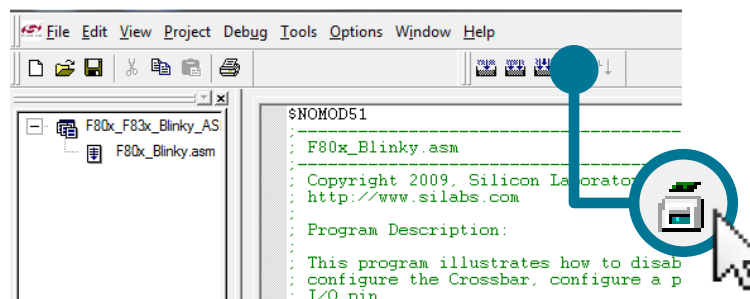 File Edit View Project Debug Tools Options Window Help
F80x_F83x_Blinky_AS
F80x_Blinky.asm
$NOMOD51
;-----------------------------------------
; F80x_Blinky.asm
;-----------------------------------------
; Copyright 2009, Silicon Laborator
; http://www.silabs.com
;
; Program Description:
;
; This program illustrates how to disab
; configure the Crossbar, configure a p
; I/O pin